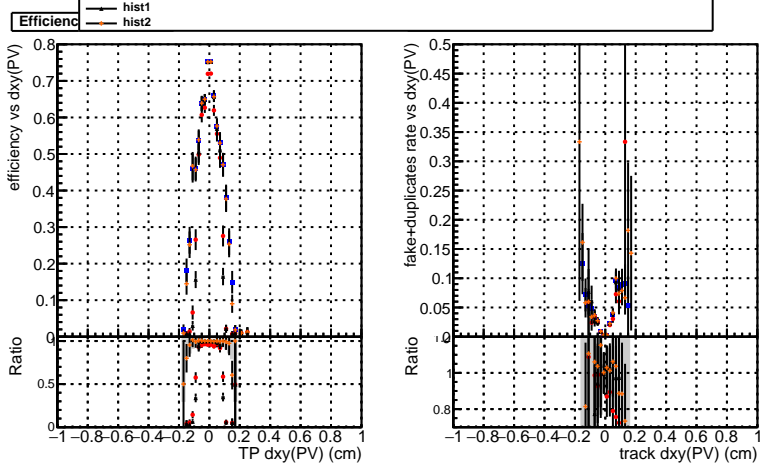 hist1
Efficienc
hist2
efficiency vs dxy(PV)
0.8
0.7
0.6
0.5
0.4
0.3
0.2
0.1
0
Ratio
1
0.5
0
−1 −0.8 −0.6 −0.4 −0.2 0 0.2 0.4 0.6 0.8 1
TP dxy(PV) (cm)
fake+duplicates rate vs dxy(PV)
0.5
0.45
0.4
0.35
0.3
0.25
0.2
0.15
0.1
0.05
0
Ratio
1
0.8
−1 −0.8 −0.6 −0.4 −0.2 0 0.2 0.4 0.6 0.8 1
track dxy(PV) (cm)